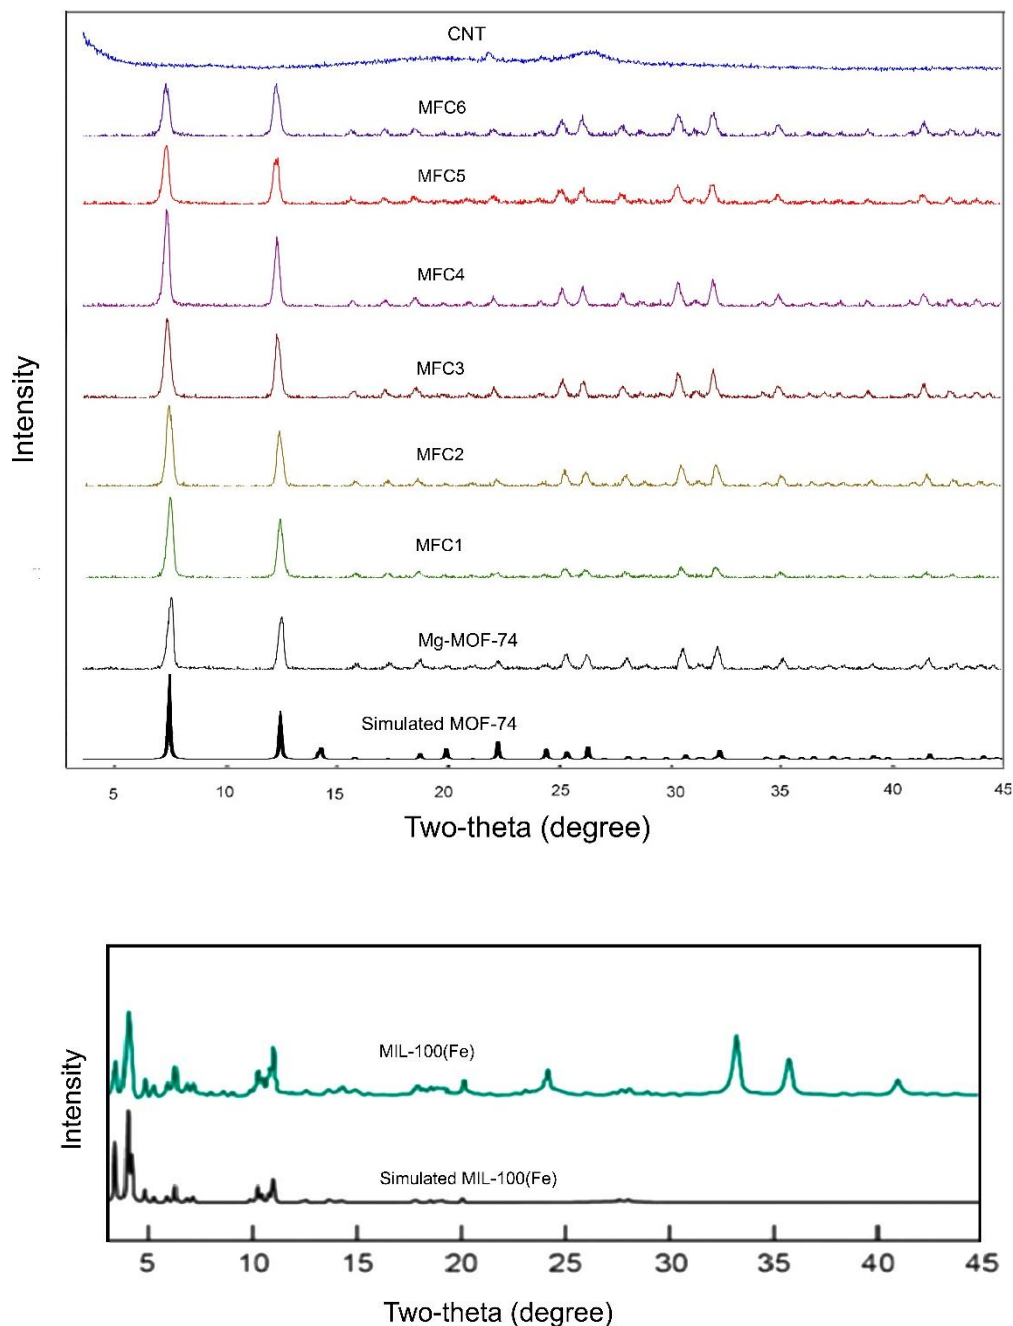 CNT
MFC6
MFC5
MFC4
MFC3
MFC2
MFC1
Mg-MOF-74
Simulated MOF-74
Intensity
5 10 15 20 25 30 35 40 45
Two-theta (degree)
MIL-100(Fe)
Simulated MIL-100(Fe)
Intensity
5 10 15 20 25 30 35 40 45
Two-theta (degree)